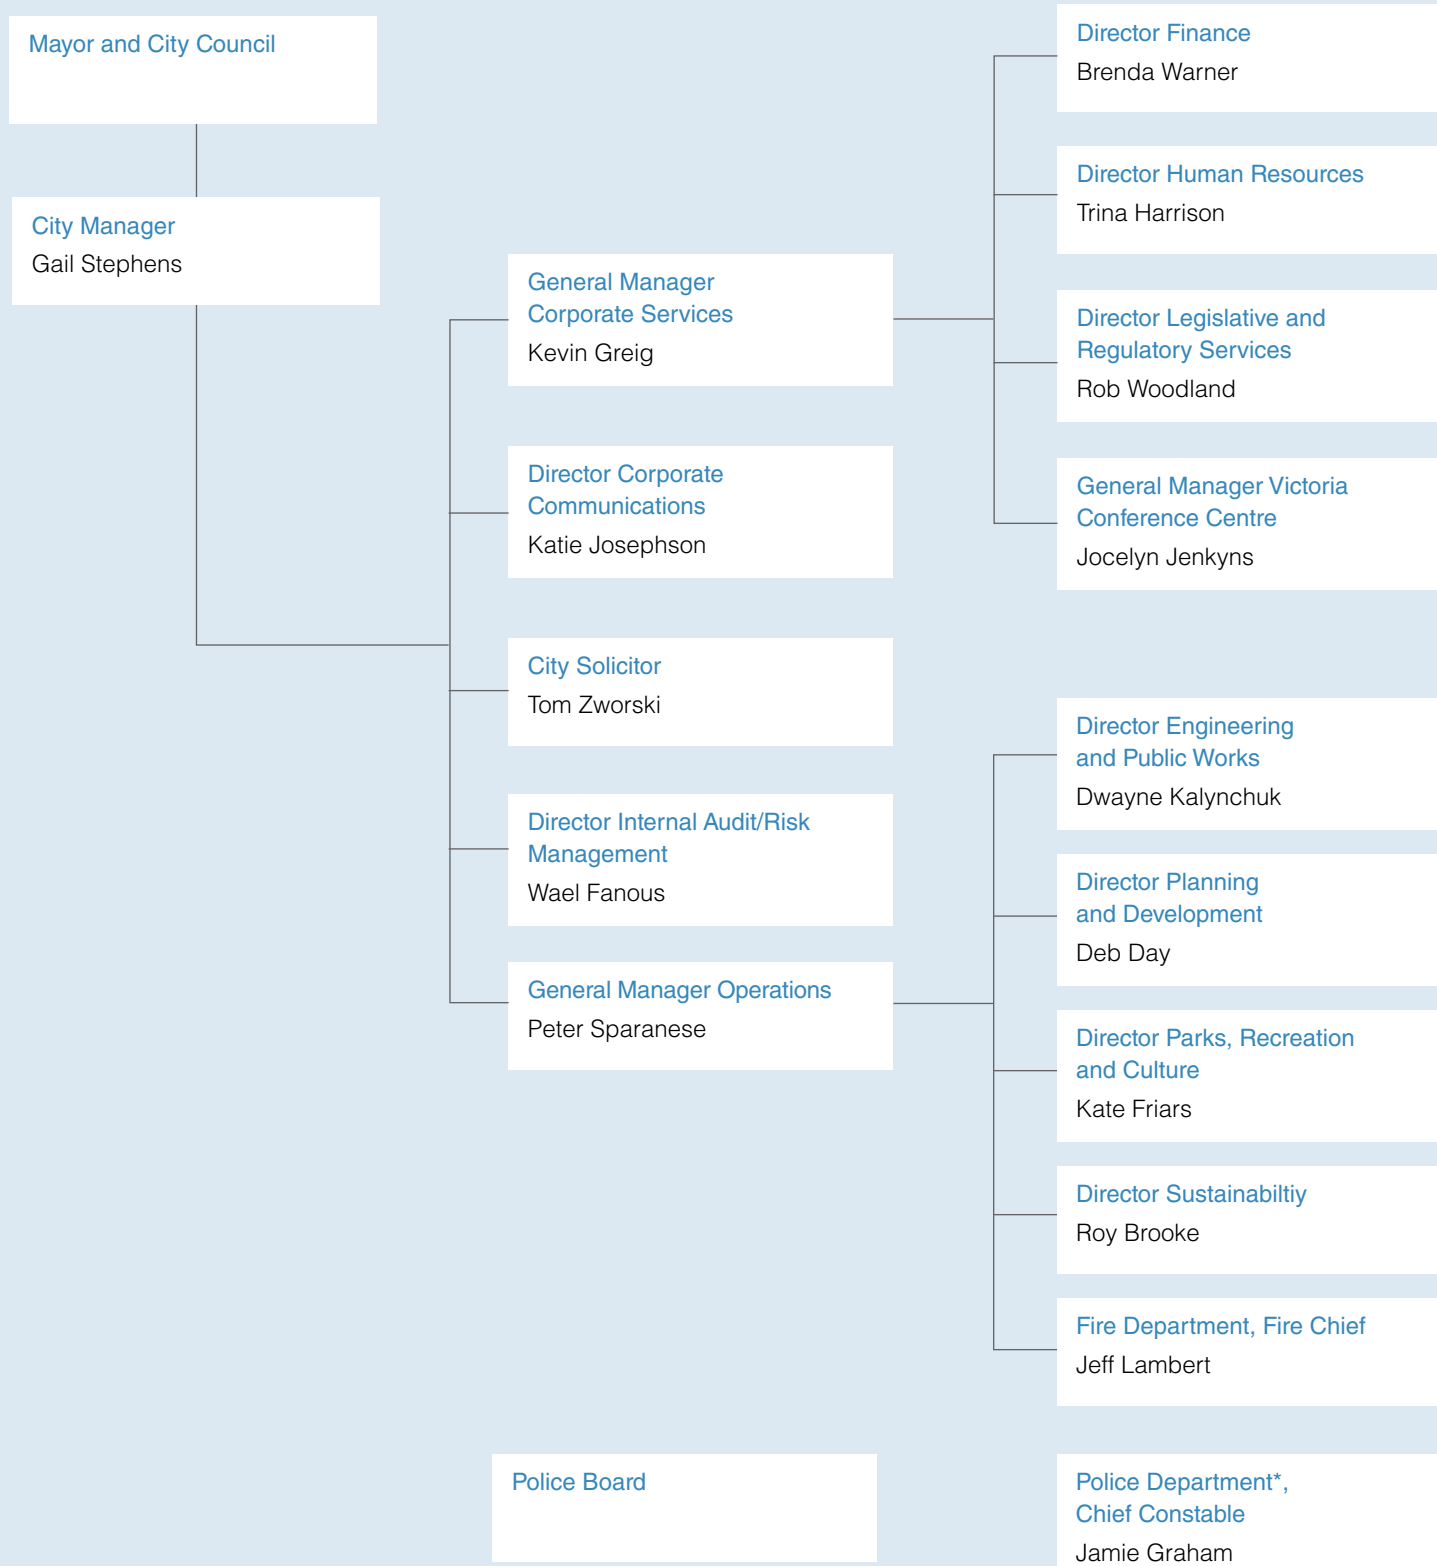 Mayor and City Council
City Manager
Gail Stephens
General Manager
Corporate Services
Kevin Greig
Director Corporate
Communications
Katie Josephson
City Solicitor
Tom Zworski
Director Internal Audit/Risk
Management
Wael Fanous
General Manager Operations
Peter Sparanese
Police Board
Director Finance
Brenda Warner
Director Human Resources
Trina Harrison
Director Legislative and
Regulatory Services
Rob Woodland
General Manager Victoria
Conference Centre
Jocelyn Jenkyns
Director Engineering
and Public Works
Dwayne Kalynchuk
Director Planning
and Development
Deb Day
Director Parks, Recreation
and Culture
Kate Friars
Director Sustainabiltiy
Roy Brooke
Fire Department, Fire Chief
Jeff Lambert
Police Department*,
Chief Constable
Jamie Graham